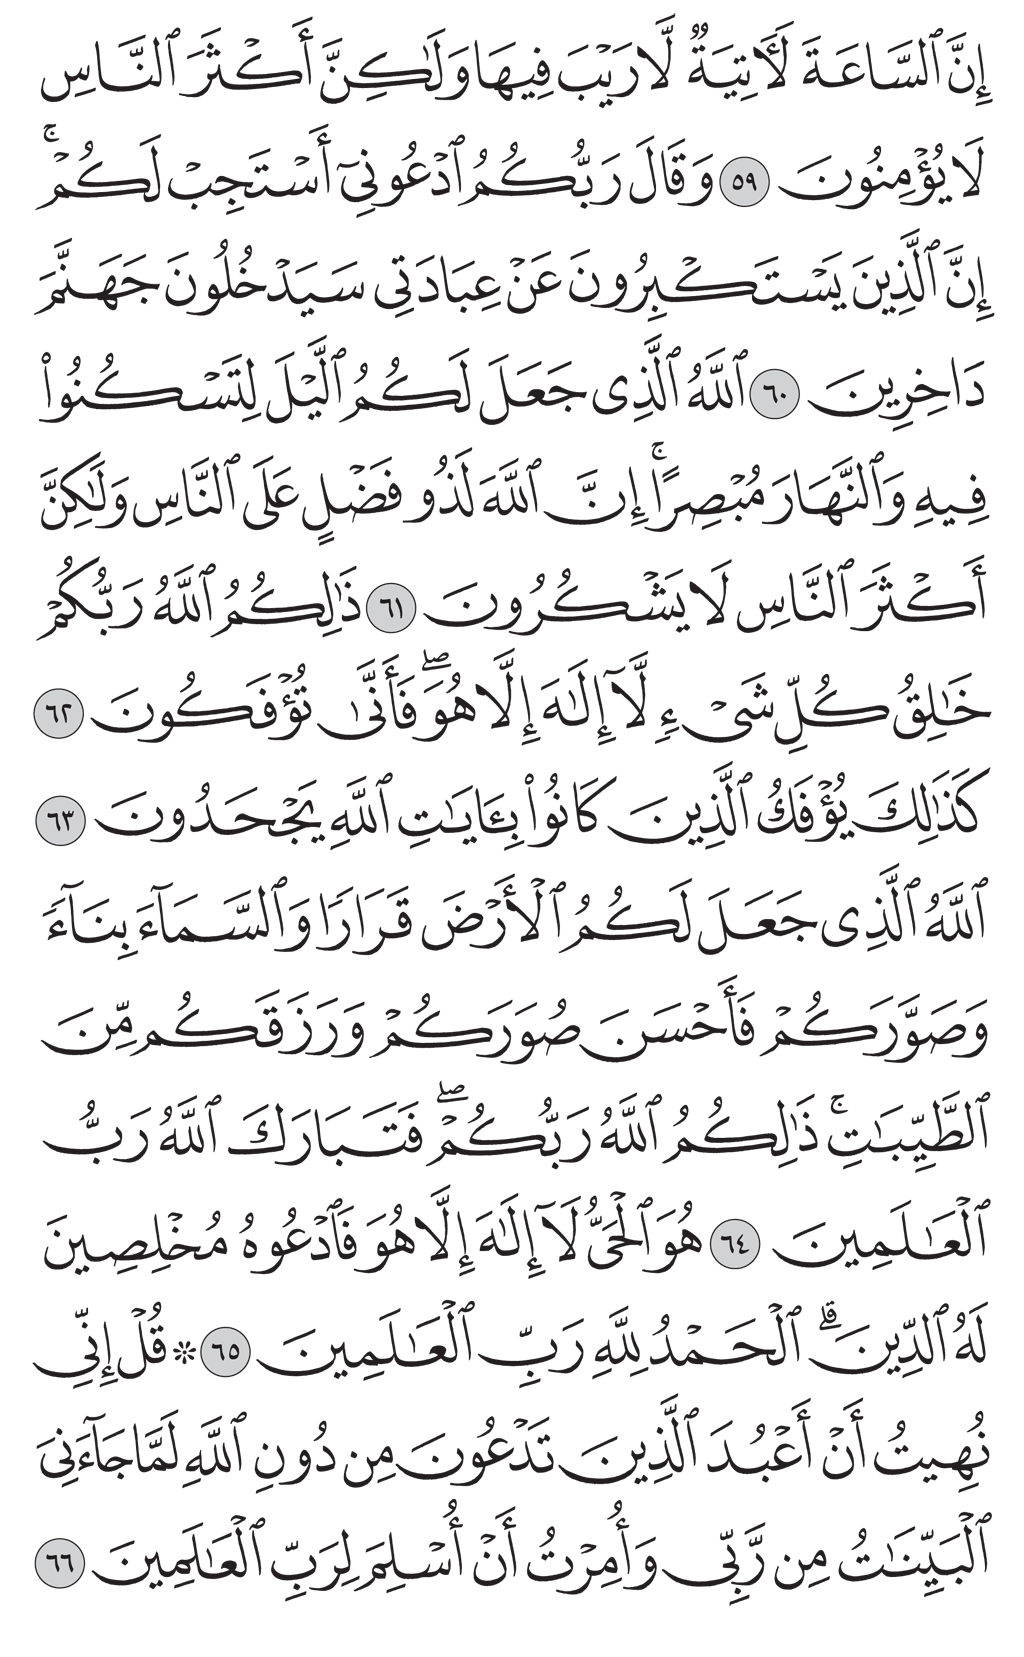 إِنَّ ٱلسَّاعَةَ لَأٓتِيَةٌ لَّا رَيۡبَ فِيهَا وَلَٰكِنَّ أَكۡثَرَ ٱلنَّاسِ
لَا يُؤۡمِنُونَ ٥٩ وَقَالَ رَبُّكُمُ ٱدۡعُونِيٓ أَسۡتَجِبۡ لَكُمۡۚ
إِنَّ ٱلَّذِينَ يَسۡتَكۡبِرُونَ عَنۡ عِبَادَتِي سَيَدۡخُلُونَ جَهَنَّمَ
دَاخِرِينَ ٦٠ ٱللَّهُ ٱلَّذِي جَعَلَ لَكُمُ ٱلَّيۡلَ لِتَسۡكُنُواْ
فِيهِ وَٱلنَّهَارَ مُبۡصِرًاۚ إِنَّ ٱللَّهَ لَذُو فَضۡلٍ عَلَى ٱلنَّاسِ وَلَٰكِنَّ
أَكۡثَرَ ٱلنَّاسِ لَا يَشۡكُرُونَ ٦١ ذَٰلِكُمُ ٱللَّهُ رَبُّكُمۡ
خَٰلِقُ كُلِّ شَيۡءٖ لَّآ إِلَٰهَ إِلَّا هُوَۖ فَأَنَّىٰ تُؤۡفَكُونَ ٦٢
كَذَٰلِكَ يُؤۡفَكُ ٱلَّذِينَ كَانُواْ بِـَٔايَٰتِ ٱللَّهِ يَجۡحَدُونَ ٦٣
ٱللَّهُ ٱلَّذِي جَعَلَ لَكُمُ ٱلۡأَرۡضَ قَرَارٗا وَٱلسَّمَآءَ بِنَآءٗ
وَصَوَّرَكُمۡ فَأَحۡسَنَ صُوَرَكُمۡ وَرَزَقَكُم مِّنَ
ٱلطَّيِّبَٰتِۚ ذَٰلِكُمُ ٱللَّهُ رَبُّكُمۡۖ فَتَبَارَكَ ٱللَّهُ رَبُّ
ٱلۡعَٰلَمِينَ ٦٤ هُوَ ٱلۡحَيُّ لَآ إِلَٰهَ إِلَّا هُوَ فَٱدۡعُوهُ مُخۡلِصِينَ
لَهُ ٱلدِّينَۗ ٱلۡحَمۡدُ لِلَّهِ رَبِّ ٱلۡعَٰلَمِينَ ٦٥ ۞ قُلۡ إِنِّي
نُهِيتُ أَنۡ أَعۡبُدَ ٱلَّذِينَ تَدۡعُونَ مِن دُونِ ٱللَّهِ لَمَّا جَآءَنِيَ
ٱلۡبَيِّنَٰتُ مِن رَّبِّي وَأُمِرۡتُ أَنۡ أُسۡلِمَ لِرَبِّ ٱلۡعَٰلَمِينَ ٦٦